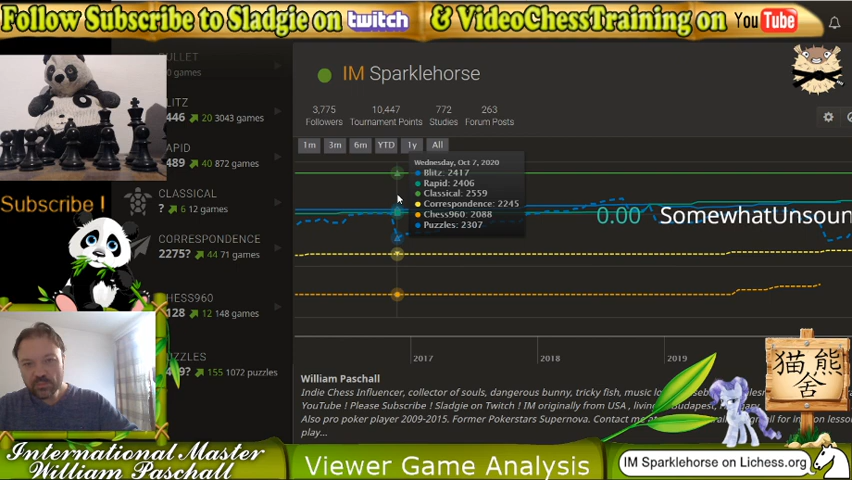 Follow Subscribe to Sladgie on twitch & VideoChessTraining on YouTube
BULLET
0 games
BLITZ
446 20 3043 games
RAPID
489 40 872 games
CLASSICAL
? 6 12 games
CORRESPONDENCE
2275? 44 71 games
CHESS960
128 12 148 games
PUZZLES
155 1072 puzzles
Subscribe !
IM Sparklehorse
3,775 10,447 772 263
Followers Tournament Points Studies Forum Posts
1m 3m 6m YTD 1y All
Wednesday, Oct 7, 2020
Blitz: 2417
Rapid: 2406
Classical: 2559
Correspondence: 2245
Chess960: 2088
Puzzles: 2307
0.00 SomewhatUnsoun
2017 2018 2019
William Paschall
Indie Chess Influencer, collector of souls, dangerous bunny, tricky fish, music lo
YouTube ! Please Subscribe ! Sladgie on Twitch ! IM originally from USA , living
Also pro poker player 2009-2015. Former Pokerstars Supernova. Contact me
play...
猫熊
舍
International Master
William Paschall
Viewer Game Analysis
IM Sparklehorse on Lichess.org